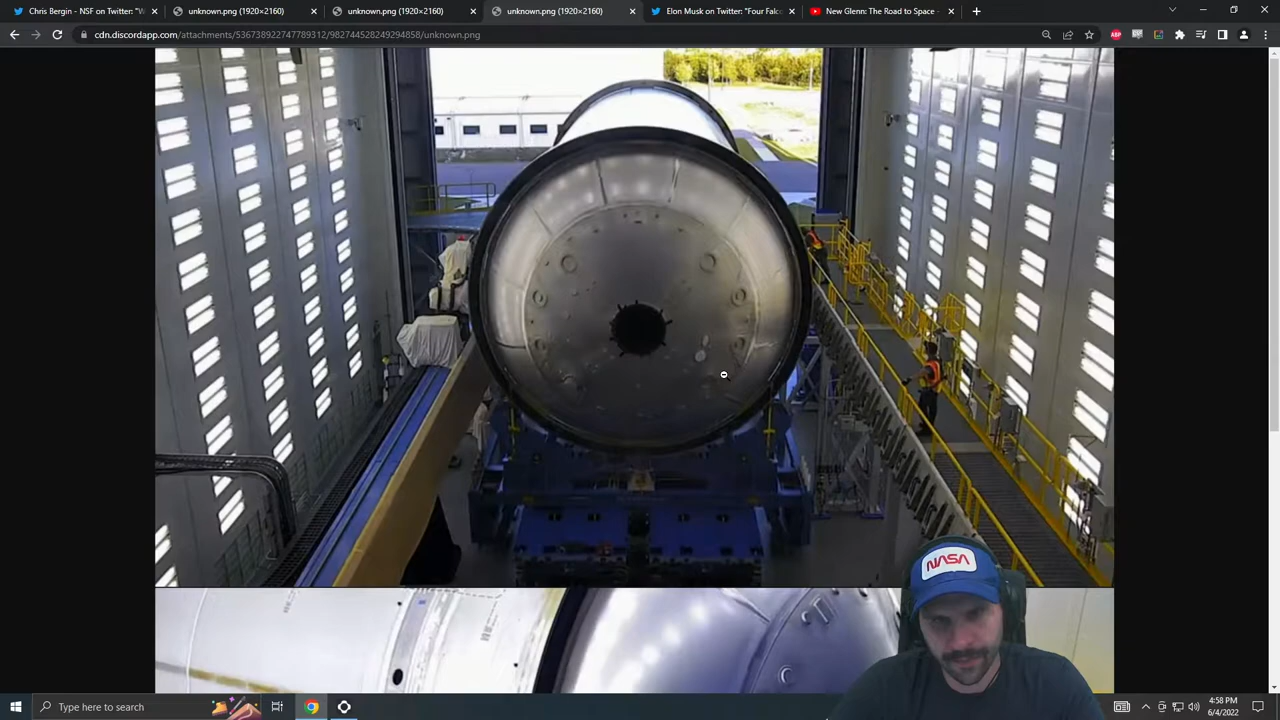 Chris Bergin - NSF on Twitter: "W
unknown.png (1920×2160)
unknown.png (1920×2160)
unknown.png (1920×2160)
Elon Musk on Twitter: "Four Falc
New Glenn: The Road to Space -
cdn.discordapp.com/attachments/536738922747789312/982744528249294858/unknown.png
ABP
NASA
Type here to search
4:58 PM
6/4/2022